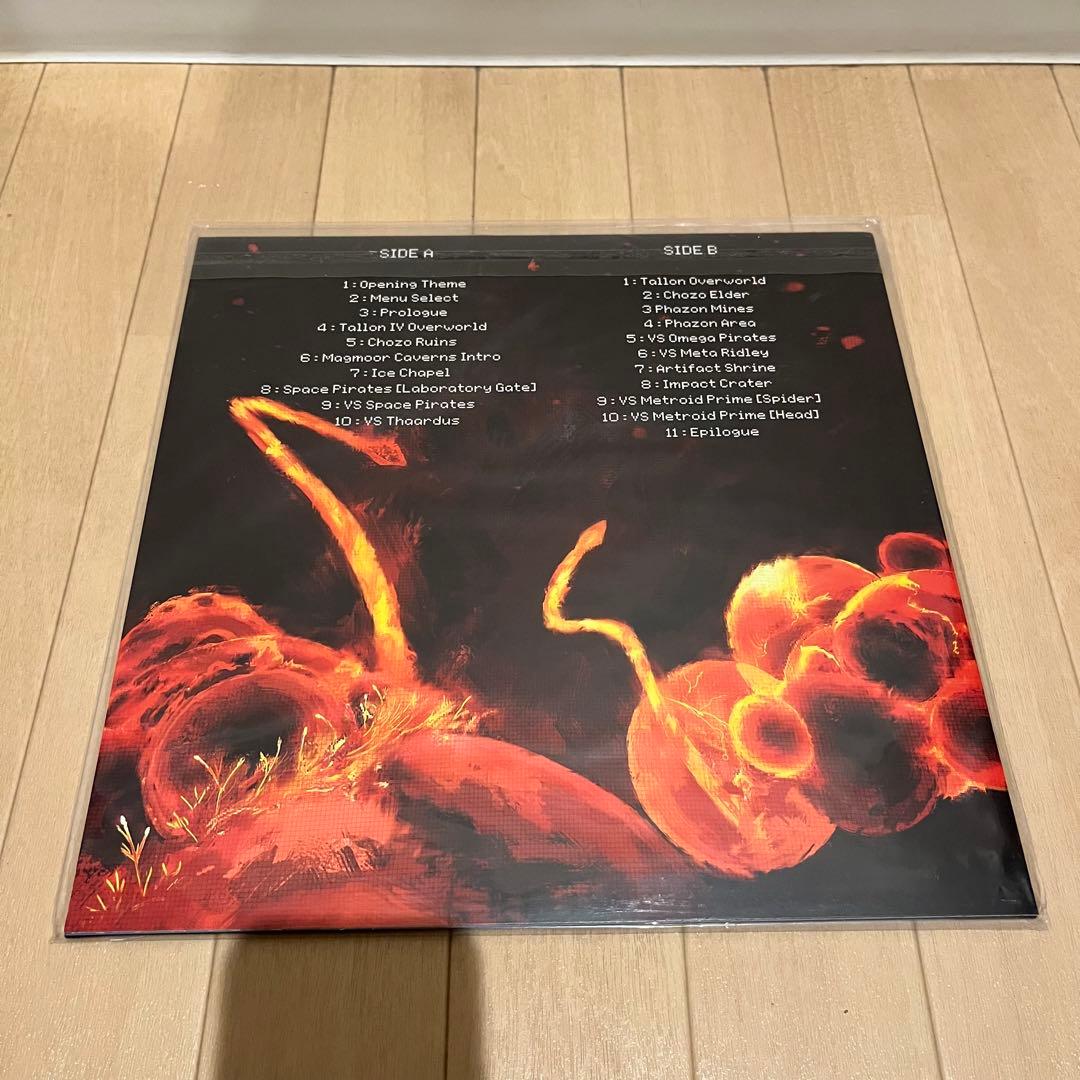 SIDE A
1:Opening Theme
2:Menu Select
3:Prologue
4:Tallon IV Overworld
5:Chozo Ruins
6:Magmoor Caverns Intro
7:Ice Chapel
8:Space Pirates [Laboratory Gate]
9:VS Space Pirates
10:VS Thaardus
SIDE B
1:Tallon Overworld
2:Chozo Elder
3 Phazon Mines
4:Phazon Area
5:VS Omega Pirates
6:VS Meta Ridley
7:Artifact Shrine
8:Impact Crater
9:VS Metroid Prime [Spider]
10:VS Metroid Prime [Head]
11:Epilogue